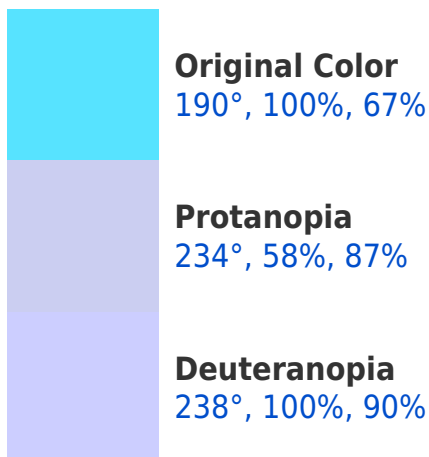 Original Color
190°, 100%, 67%
Protanopia
234°, 58%, 87%
Deuteranopia
238°, 100%, 90%